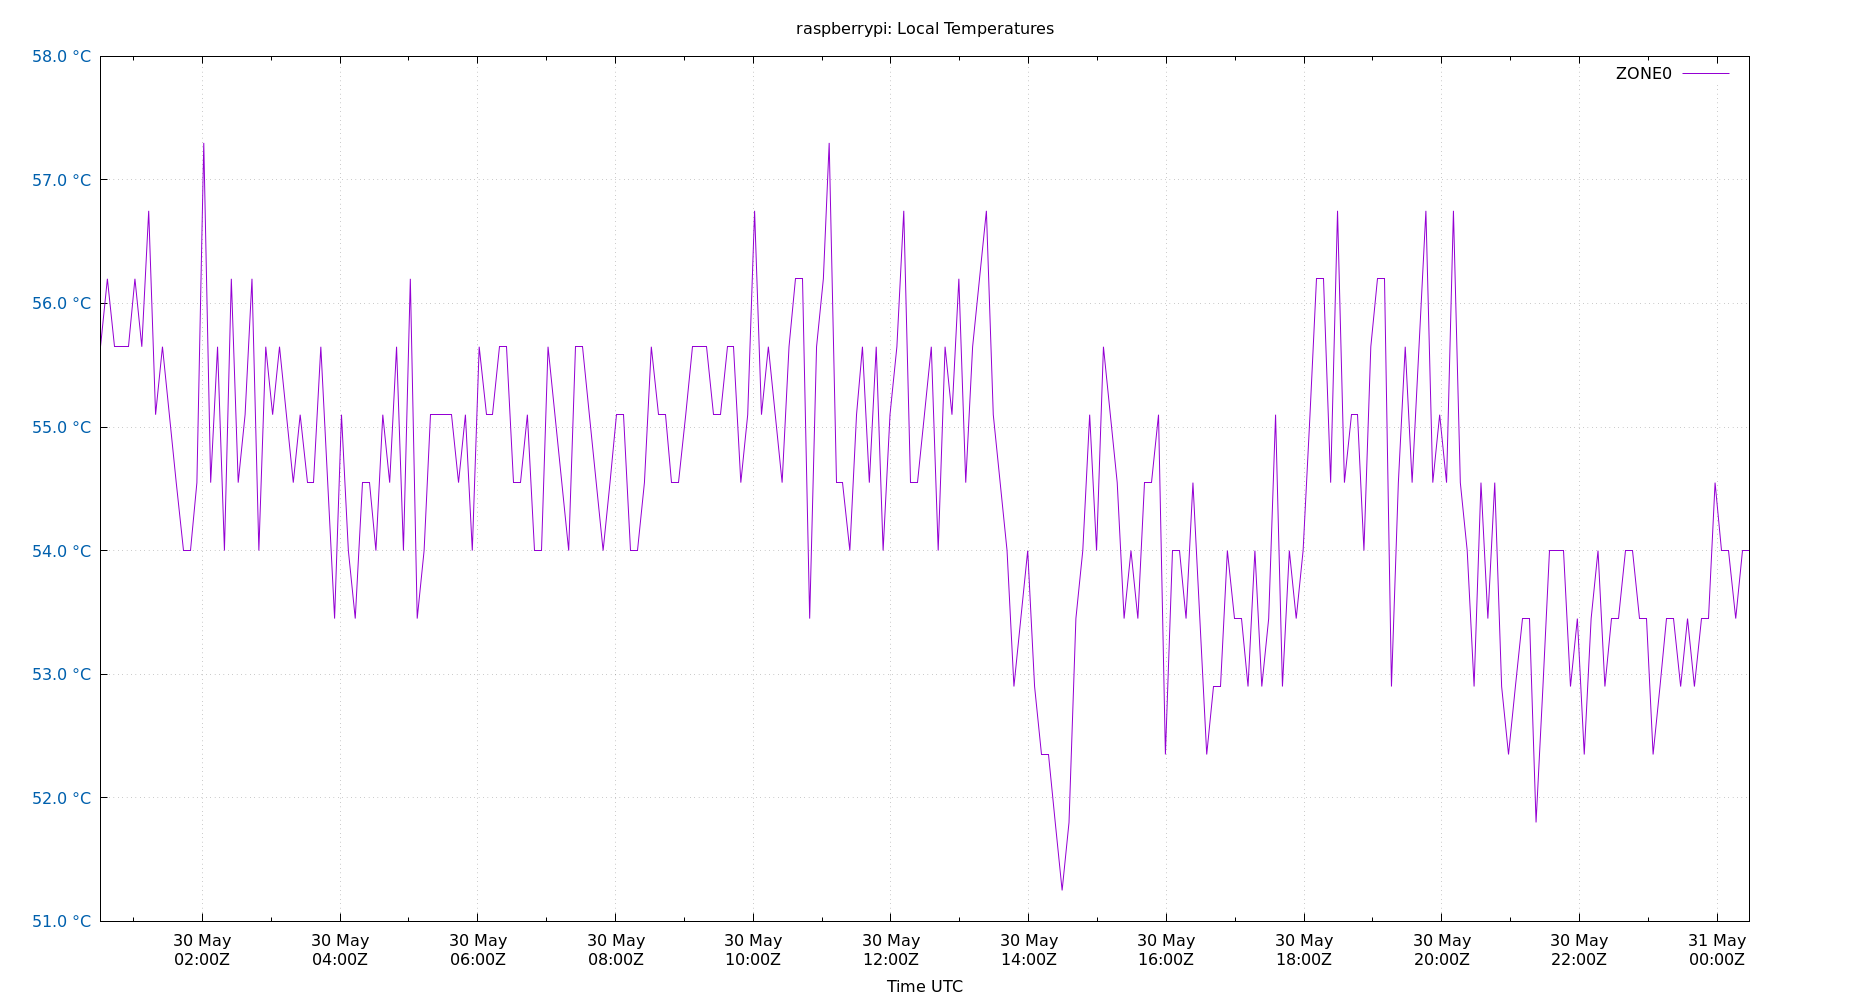 raspberrypi: Local Temperatures
58.0 °C
ZONE0
57.0 °C
56.0 °C
55.0 °C
54.0 °C
53.0 °C
52.0 °C
51.0 °C
30 May 30 May 30 May 30 May 30 May 30 May 30 May 30 May 30 May 30 May 30 May 31 May
02:00Z 04:00Z 06:00Z 08:00Z 10:00Z 12:00Z 14:00Z 16:00Z 18:00Z 20:00Z 22:00Z 00:00Z
Time UTC